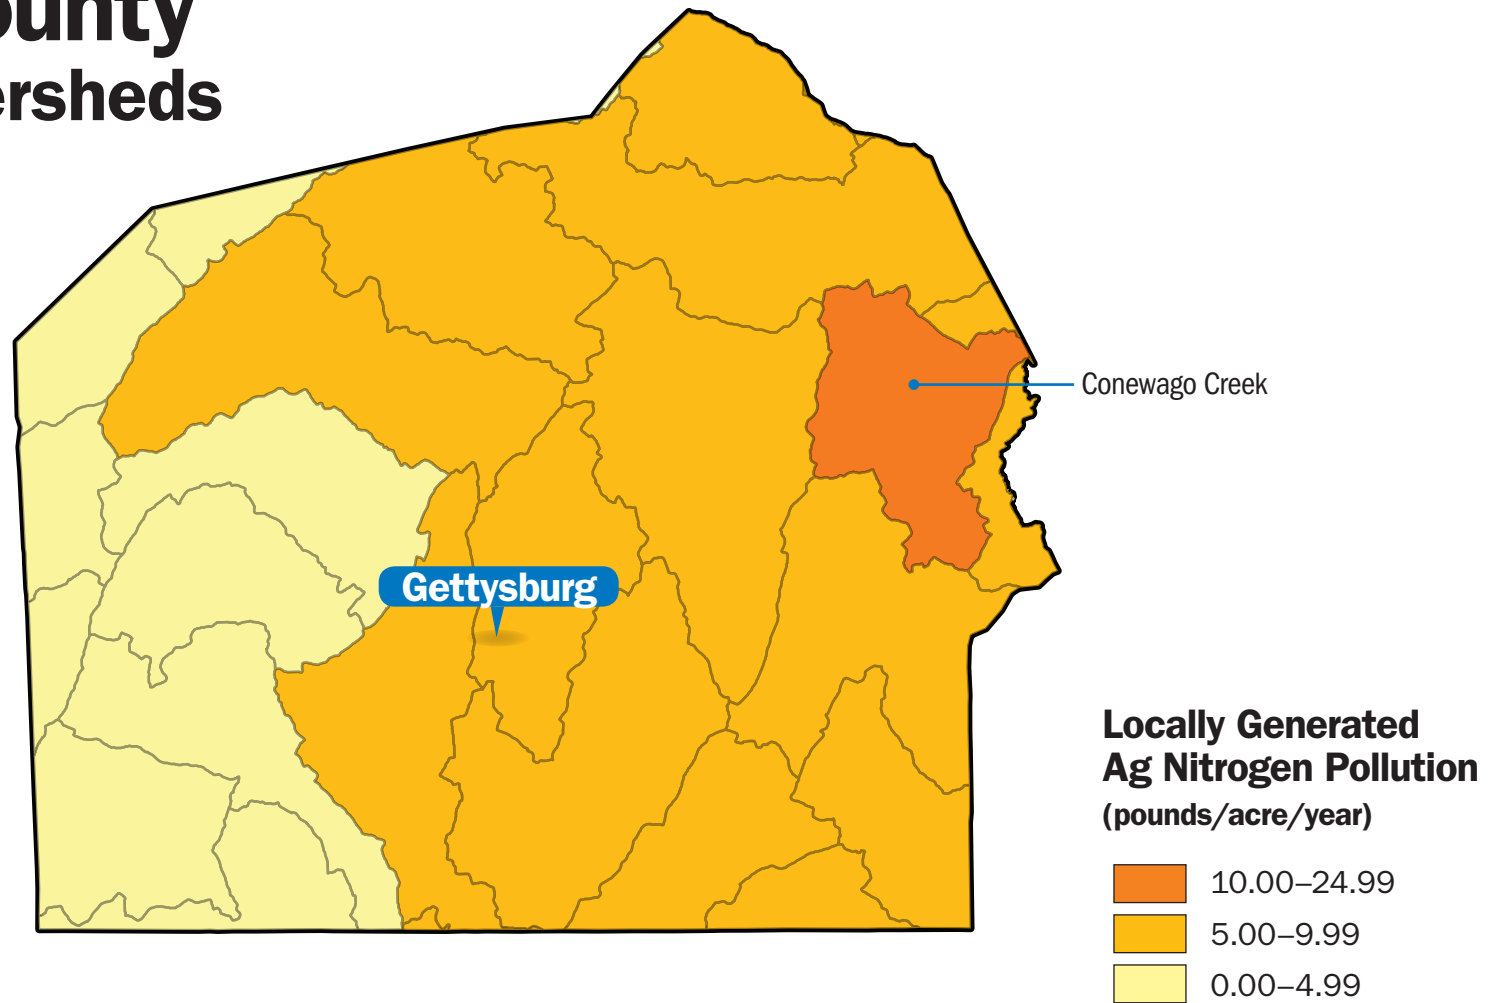 ounty
ersheds
Conewago Creek
Gettysburg
Locally Generated
Ag Nitrogen Pollution
(pounds/acre/year)
10.00–24.99
5.00–9.99
0.00–4.99